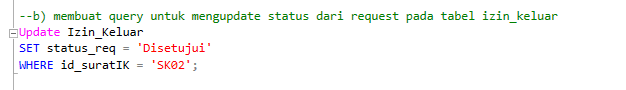 --b) membuat query untuk mengupdate status dari request pada tabel izin_keluar
Update Izin_Keluar
SET status_req = 'Disetujui'
WHERE id_suratIK = 'SK02';